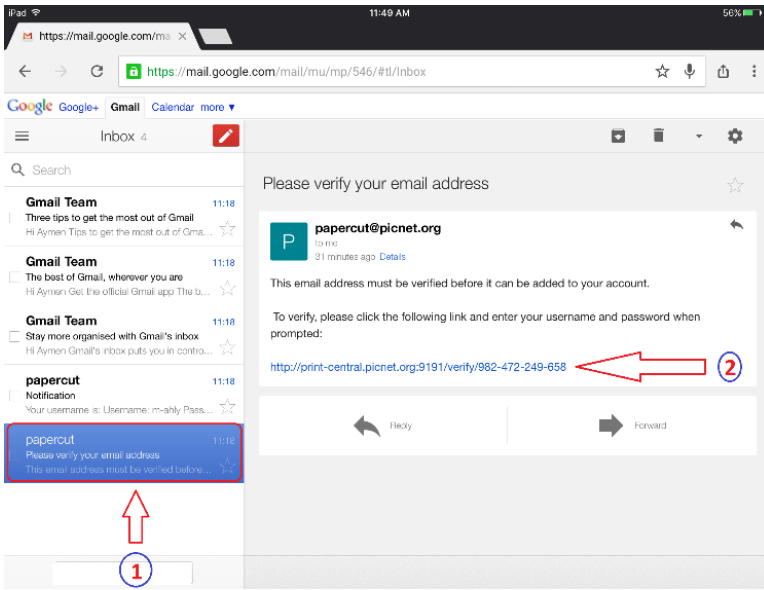 iPad 11:49 AM 56%
https://mail.google.com/ma
https://mail.google.com/mail/mu/mp/546/#tl/Inbox
Google Google+ Gmail Calendar more
Inbox 4
Search
Gmail Team 11:18
Three tips to get the most out of Gmail
Hi Aymen Tips to get the most out of Gma...
Gmail Team 11:18
The best of Gmail, wherever you are
Hi Aymen Get the official Gmail app The b...
Gmail Team 11:18
Stay more organised with Gmail's inbox
Hi Aymen Gmail's inbox puts you in contro...
papercut 11:18
Notification
Your username is: Username: m-ahly Pass...
papercut 11:18
Please verify your email address
This email address must be verified before...
1
Please verify your email address
P
papercut@picnet.org
to me
31 minutes ago Details
This email address must be verified before it can be added to your account.
To verify, please click the following link and enter your username and password when
prompted:
http://print-central.picnet.org:9191/verify/982-472-249-658
2
Reply Forward